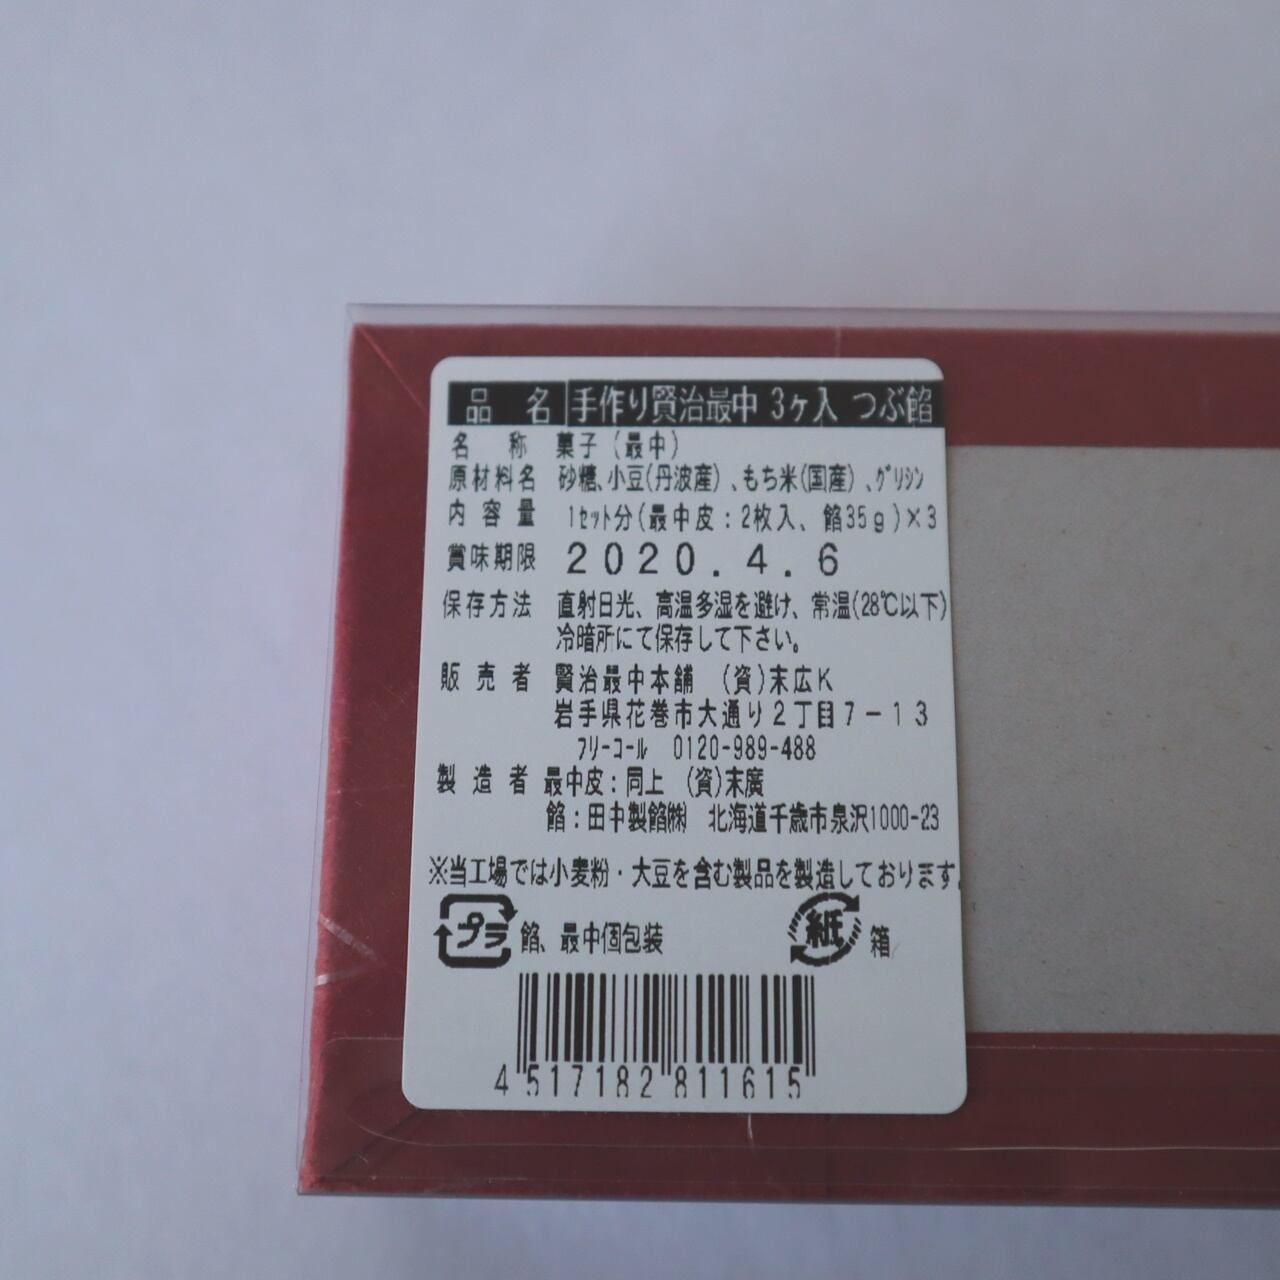 品 名 手作り賢治最中 3ヶ入 つぶ餡
名 称 菓子(最中)
原材料名 砂糖、小豆(丹波産)、もち米(国産)、グリシン
内容量 1セット分(最中皮:2枚入、餡35g)×3
賞味期限 2020.4.6
保存方法 直射日光、高温多湿を避け、常温(28℃以下)
冷暗所にて保存して下さい。
販売者 賢治最中本舗 (資)末広K
岩手県花巻市大通り2丁目7-13
フリーコール 0120-989-488
製造者 最中皮:同上 (資)末廣
餡:田中製餡㈱ 北海道千歳市泉沢1000-23
※当工場では小麦粉・大豆を含む製品を製造しております。
プラ 餡、最中個包装 紙 箱
4517182811615